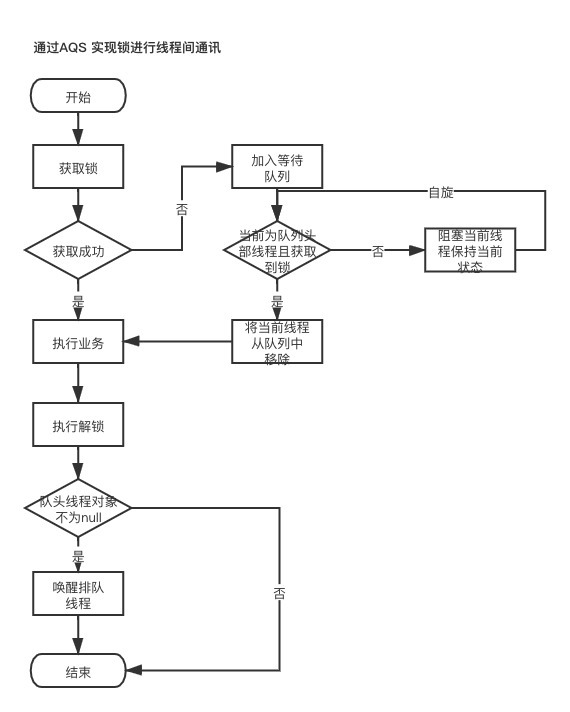 通过AQS 实现锁进行线程间通讯
开始
获取锁
加入等待
队列
自旋
否
获取成功
当前为队列头
部线程且获取
到锁
否
阻塞当前线
程保持当前
状态
是
是
执行业务
将当前线程
从队列中
移除
执行解锁
队头线程对象
不为null
是
否
唤醒排队
线程
结束